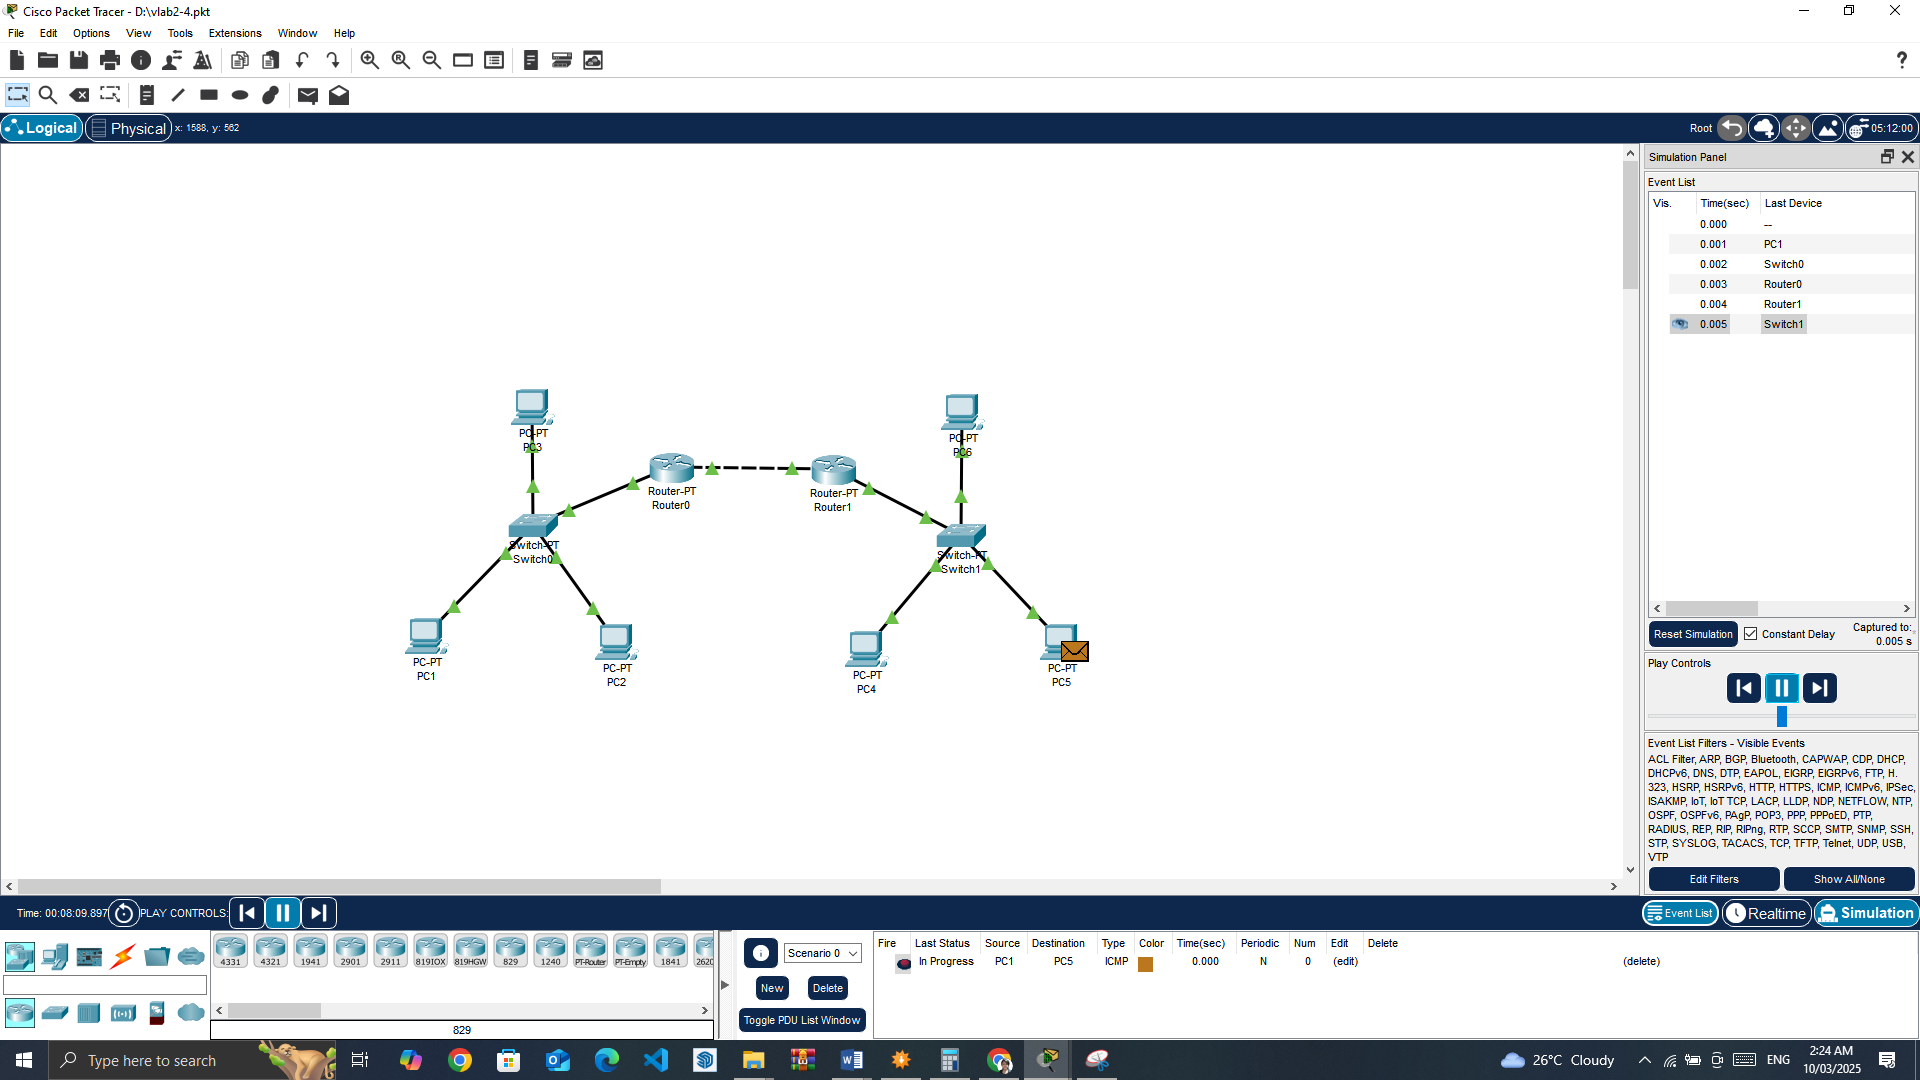 Cisco Packet Tracer - D:\vlab2-4.pkt
File Edit Options View Tools Extensions Window Help
?
Logical Physical x: 1588, y: 562 Root 05:12:00
Simulation Panel
Event List
Vis. Time(sec) Last Device
0.000 --
0.001 PC1
0.002 Switch0
0.003 Router0
0.004 Router1
0.005 Switch1
PC-PT
PC3
PC-PT
PC6
Router-PT
Router0
Router-PT
Router1
Switch-PT
Switch0
Switch-PT
Switch1
PC-PT
PC1
PC-PT
PC2
PC-PT
PC4
PC-PT
PC5
Reset Simulation Constant Delay Captured to:
0.005 s
Play Controls
Event List Filters - Visible Events
ACL Filter, ARP, BGP, Bluetooth, CAPWAP, CDP, DHCP,
DHCPv6, DNS, DTP, EAPOL, EIGRP, EIGRPv6, FTP, H.
323, HSRP, HSRPv6, HTTP, HTTPS, ICMP, ICMPv6, IPSec,
ISAKMP, IoT, IoT TCP, LACP, LLDP, NDP, NETFLOW, NTP,
OSPF, OSPFv6, PAgP, POP3, PPP, PPPoED, PTP,
RADIUS, REP, RIP, RIPng, RTP, SCCP, SMTP, SNMP, SSH,
STP, SYSLOG, TACACS, TCP, TFTP, Telnet, UDP, USB,
VTP
Edit Filters Show All/None
Time: 00:08:09.897 PLAY CONTROLS: Event List Realtime Simulation
4331 4321 1941 2901 2911 819IOX 819HGW 829 1240 PT-Router PT-Empty 1841 2620
829
Scenario 0
New Delete
Toggle PDU List Window
Fire Last Status Source Destination Type Color Time(sec) Periodic Num Edit Delete
In Progress PC1 PC5 ICMP 0.000 N 0 (edit) (delete)
Type here to search
26°C Cloudy ENG 2:24 AM
10/03/2025